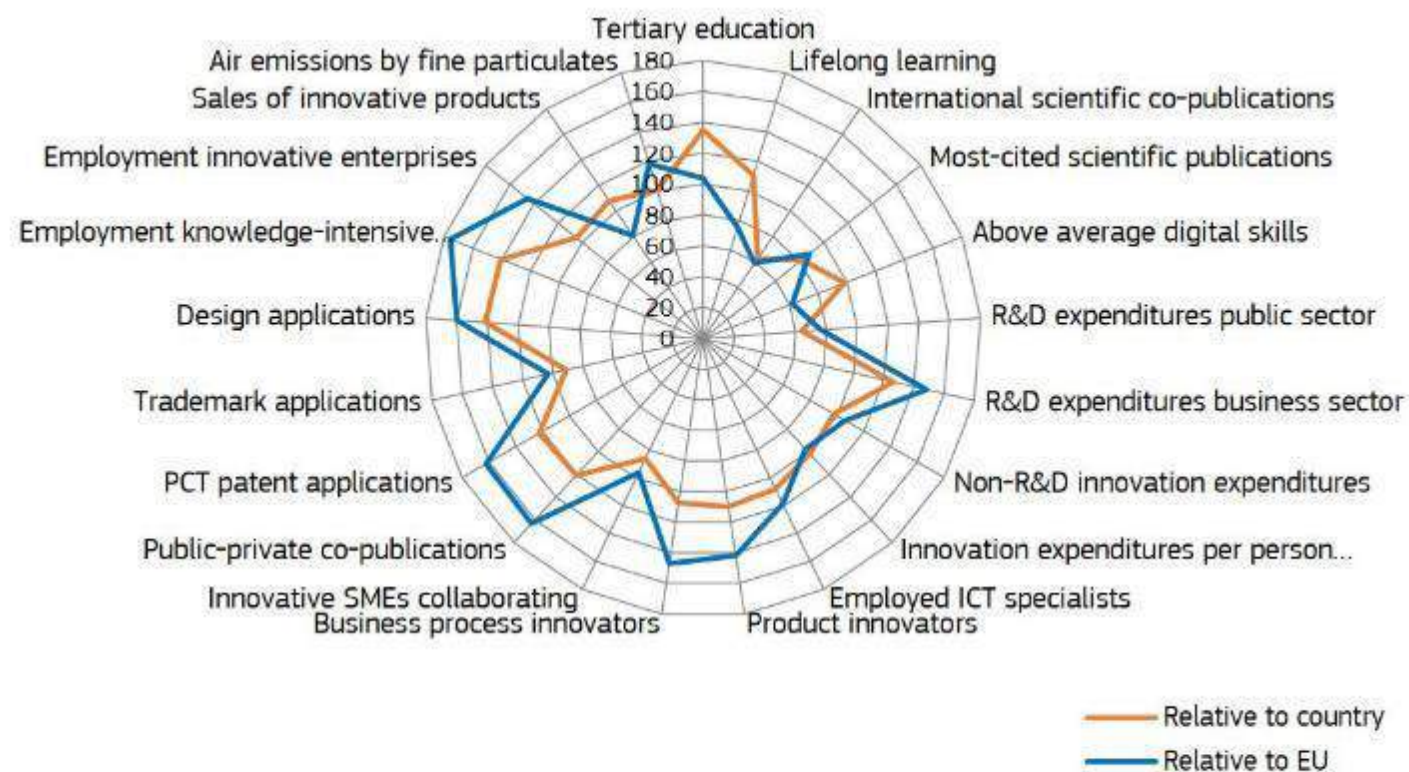 Tertiary education
Air emissions by fine particulates
Lifelong learning
Sales of innovative products
International scientific co-publications
Employment innovative enterprises
Most-cited scientific publications
Employment knowledge-intensive...
Above average digital skills
Design applications
R&D expenditures public sector
Trademark applications
R&D expenditures business sector
PCT patent applications
Non-R&D innovation expenditures
Public-private co-publications
Innovation expenditures per person...
Innovative SMEs collaborating
Employed ICT specialists
Business process innovators
Product innovators
180
160
140
120
100
80
60
40
20
0
Relative to country
Relative to EU